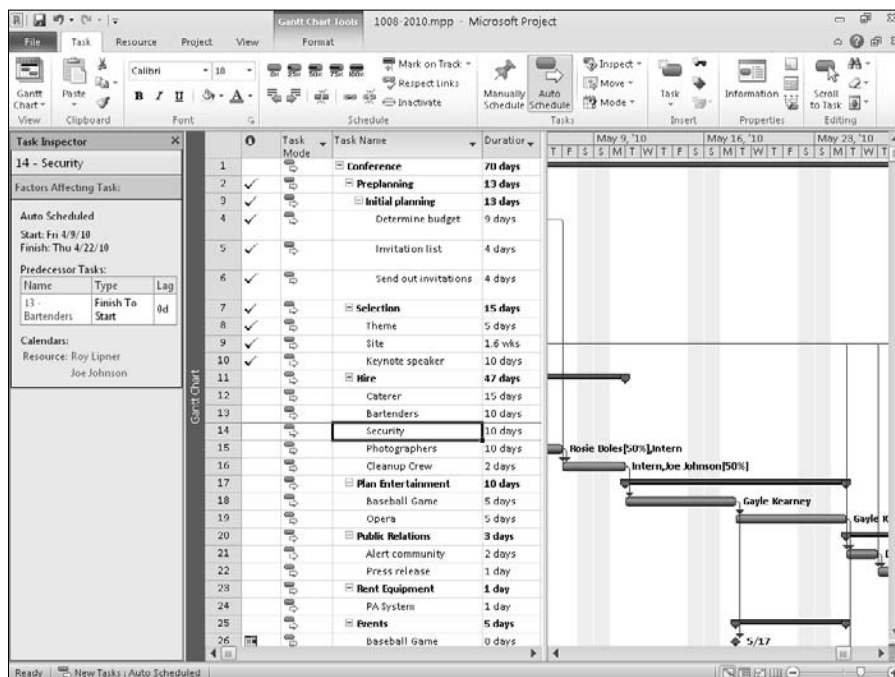 Gantt Chart Tools
1008-2010.mpp - Microsoft Project
File
Task
Resource
Project
View
Format
Gantt
Chart
View
Paste
Clipboard
Calibri
10
B I U
A
Font
Mark on Track
Respect Links
Inactivate
Schedule
Manually
Schedule
Auto
Schedule
Inspect
Move
Mode
Tasks
Task
Insert
Information
Properties
Scroll
to Task
Editing
Task Inspector X
14 - Security
Factors Affecting Task:
Auto Scheduled
Start: Fri 4/9/10
Finish: Thu 4/22/10
Predecessor Tasks:
Name Type Lag
13 -
Bartenders
Finish To
Start
0d
Calendars:
Resource: Roy Lipner
Joe Johnson
Gantt Chart
Task
Mode
Task Name
Duration
May 9, '10 May 16, '10 May 23, '10
T F S S M T W T F S S M T W T F S S M T W T
1 Conference 70 days
2 Preplanning 13 days
3 Initial planning 13 days
4 Determine budget 9 days
5 Invitation list 4 days
6 Send out invitations 4 days
7 Selection 15 days
8 Theme 5 days
9 Site 1.6 wks
10 Keynote speaker 10 days
11 Hire 47 days
12 Caterer 15 days
13 Bartenders 10 days
14 Security 10 days
15 Photographers 10 days Rosie Boles[50%],Intern
16 Cleanup Crew 2 days Intern,Joe Johnson[50%]
17 Plan Entertainment 10 days
18 Baseball Game 5 days Gayle Kearney
19 Opera 5 days Gayle K
20 Public Relations 3 days
21 Alert community 2 days
22 Press release 1 day
23 Rent Equipment 1 day
24 PA System 1 day
25 Events 5 days
26 Baseball Game 0 days 5/17
Ready New Tasks : Auto Scheduled